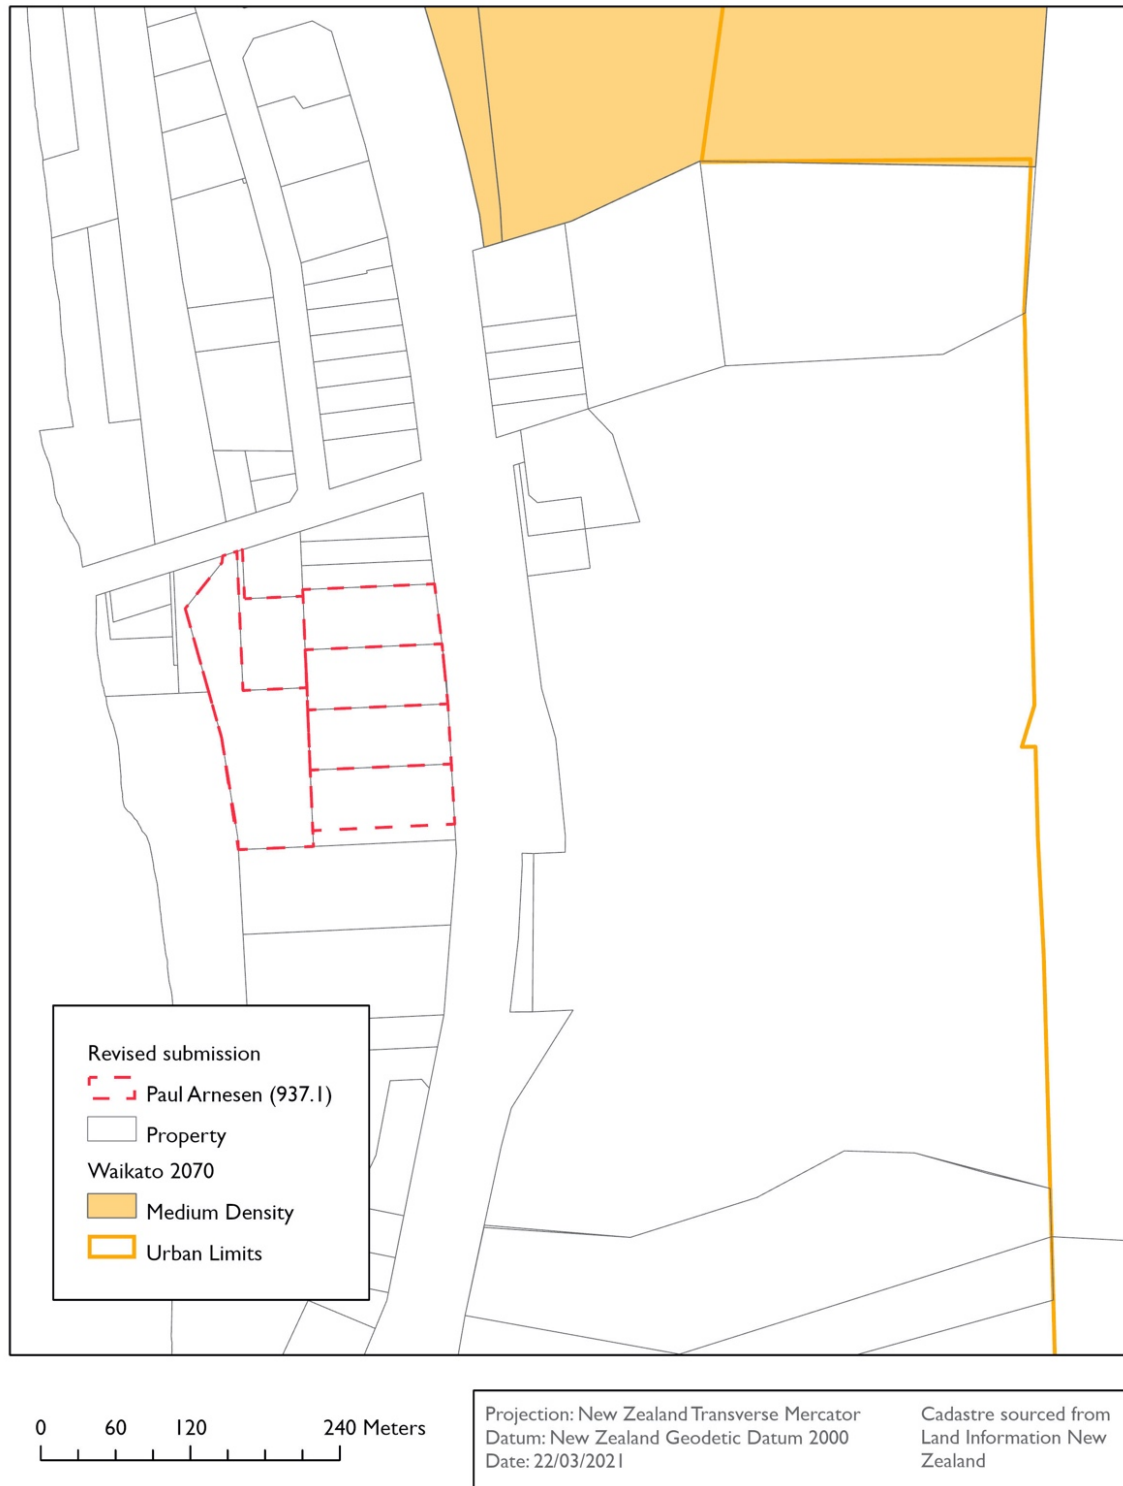 Revised submission
Paul Arnesen (937.1)
Property
Waikato 2070
Medium Density
Urban Limits
0 60 120 240 Meters
Projection: New Zealand Transverse Mercator
Datum: New Zealand Geodetic Datum 2000
Date: 22/03/2021
Cadastre sourced from
Land Information New
Zealand